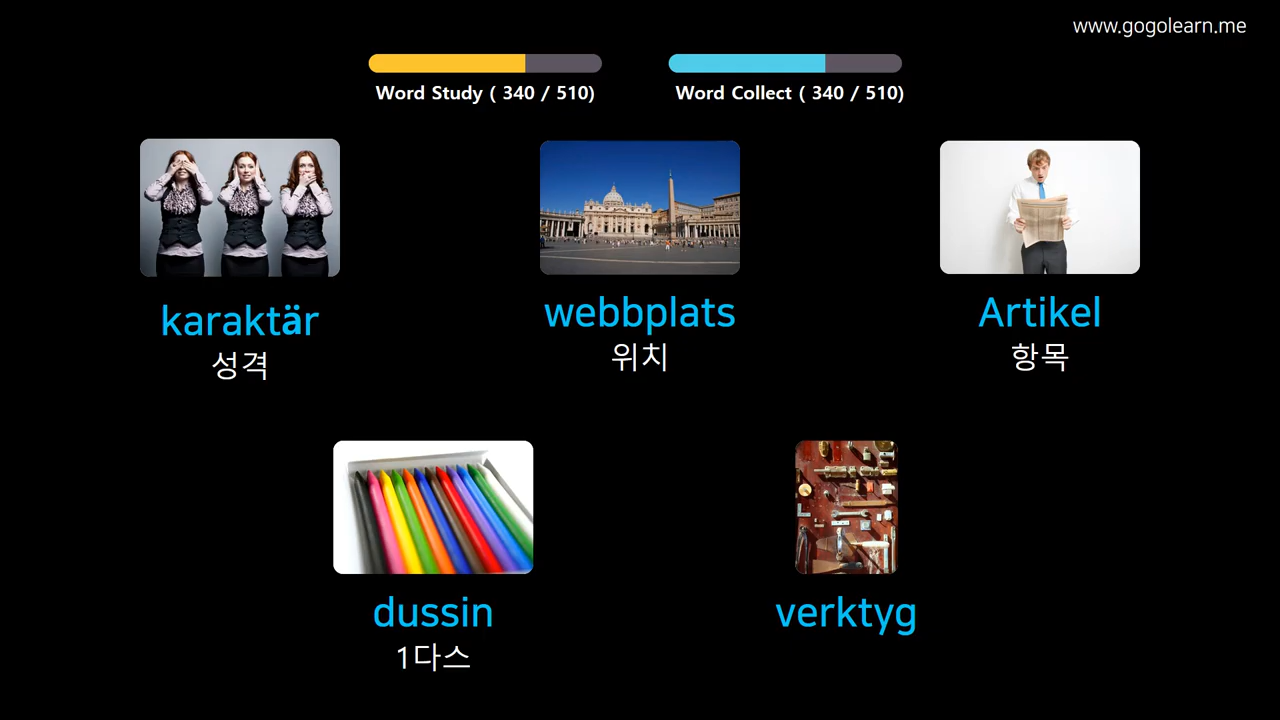 www.gogolearn.me
Word Study ( 340 / 510)
Word Collect ( 340 / 510)
karaktär
성격
webbplats
위치
Artikel
항목
dussin
1다스
verktyg